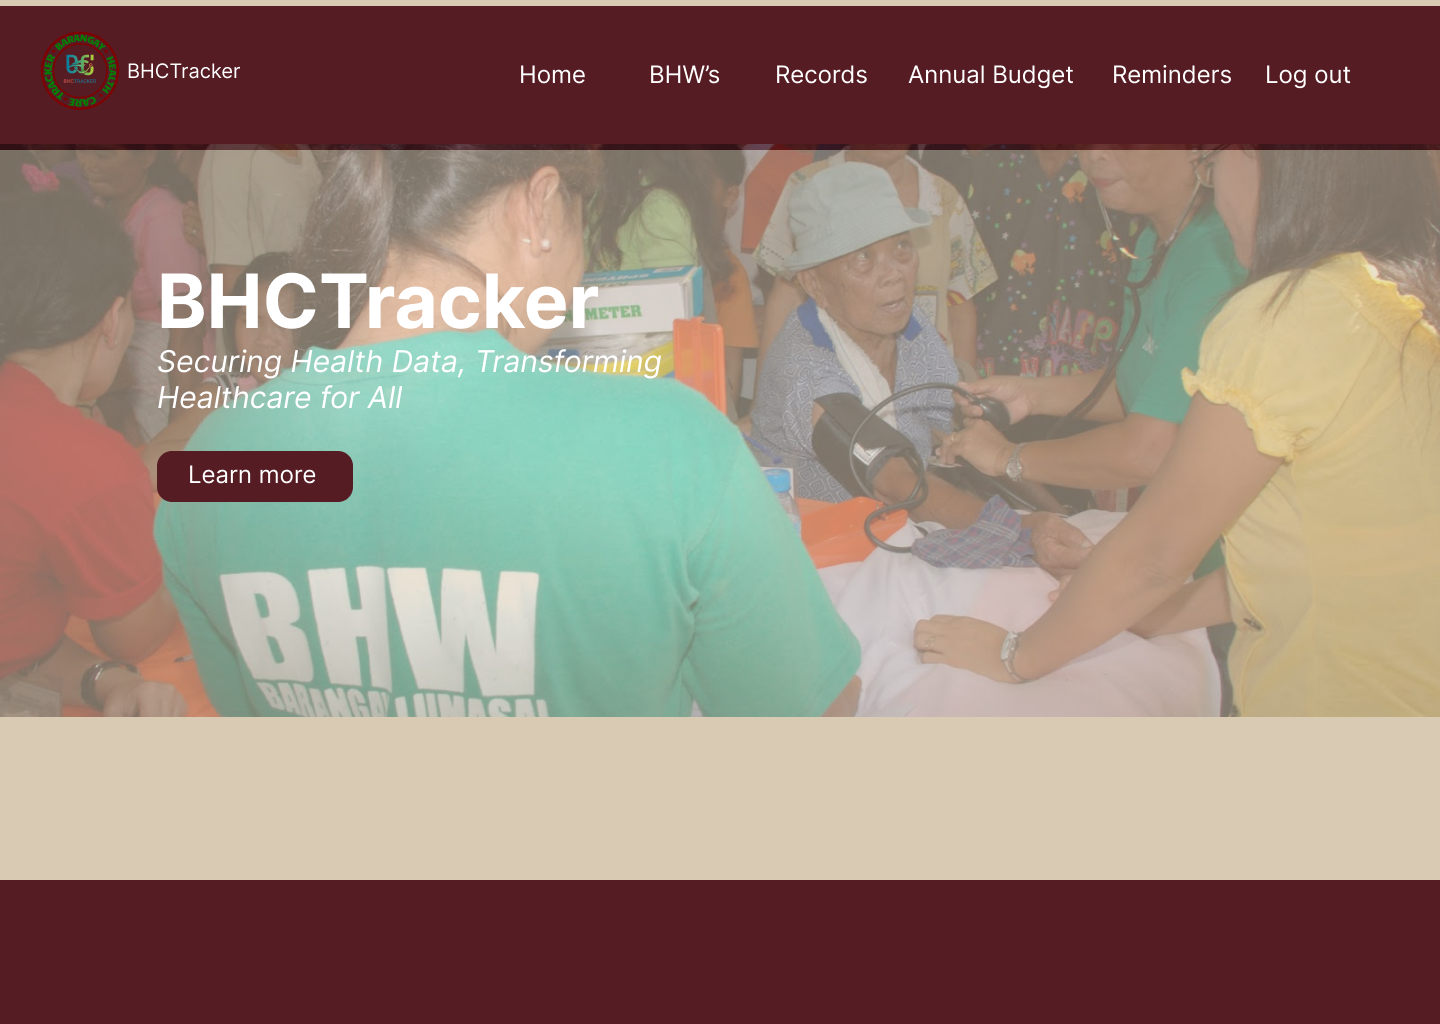 BARANGAY HEALTH CARE TRACKER
BHCTRACKER
BHCTracker
Home
BHW’s
Records
Annual Budget
Reminders
Log out
BHCTracker
METER
Securing Health Data, Transforming
Healthcare for All
Learn more
BHW
BARANGAY LUMASAL